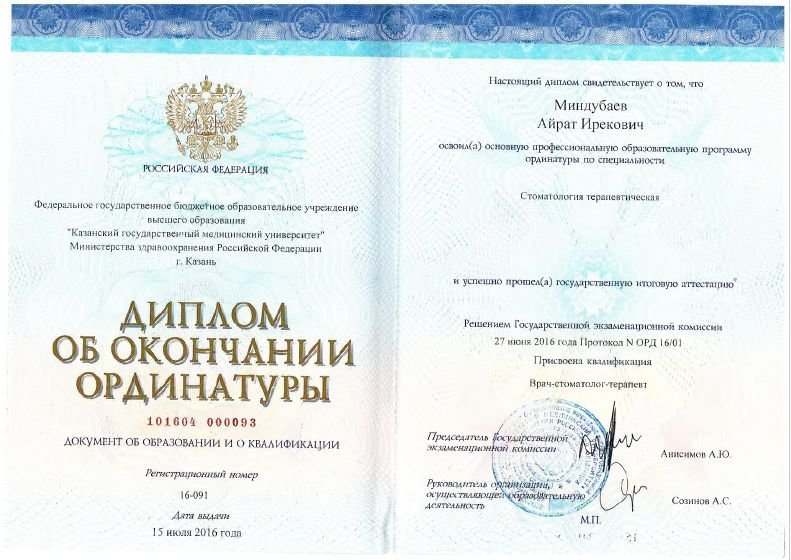 РОССИЙСКАЯ ФЕДЕРАЦИЯ
Федеральное государственное бюджетное образовательное учреждение
высшего образования
"Казанский государственный медицинский университет"
Министерства здравоохранения Российской Федерации
г. Казань
ДИПЛОМ
ОБ ОКОНЧАНИИ
ОРДИНАТУРЫ
101604 000093
ДОКУМЕНТ ОБ ОБРАЗОВАНИИ И О КВАЛИФИКАЦИИ
Регистрационный номер
16-091
Дата выдачи
15 июля 2016 года
Настоящий диплом свидетельствует о том, что
Миндубаев
Айрат Ирекович
освоил(а) основную профессиональную образовательную программу
ординатуры по специальности
Стоматология терапевтическая
и успешно прошел(а) государственную итоговую аттестацию
Решением Государственной экзаменационной комиссии
27 июня 2016 года Протокол N ОРД 16/01
Присвоена квалификация
Врач-стоматолог-терапевт
Председатель Государственной
экзаменационной комиссии
Анисимов А.Ю.
Руководитель организации,
осуществляющей образовательную
деятельность
Созинов А.С.
М.П.